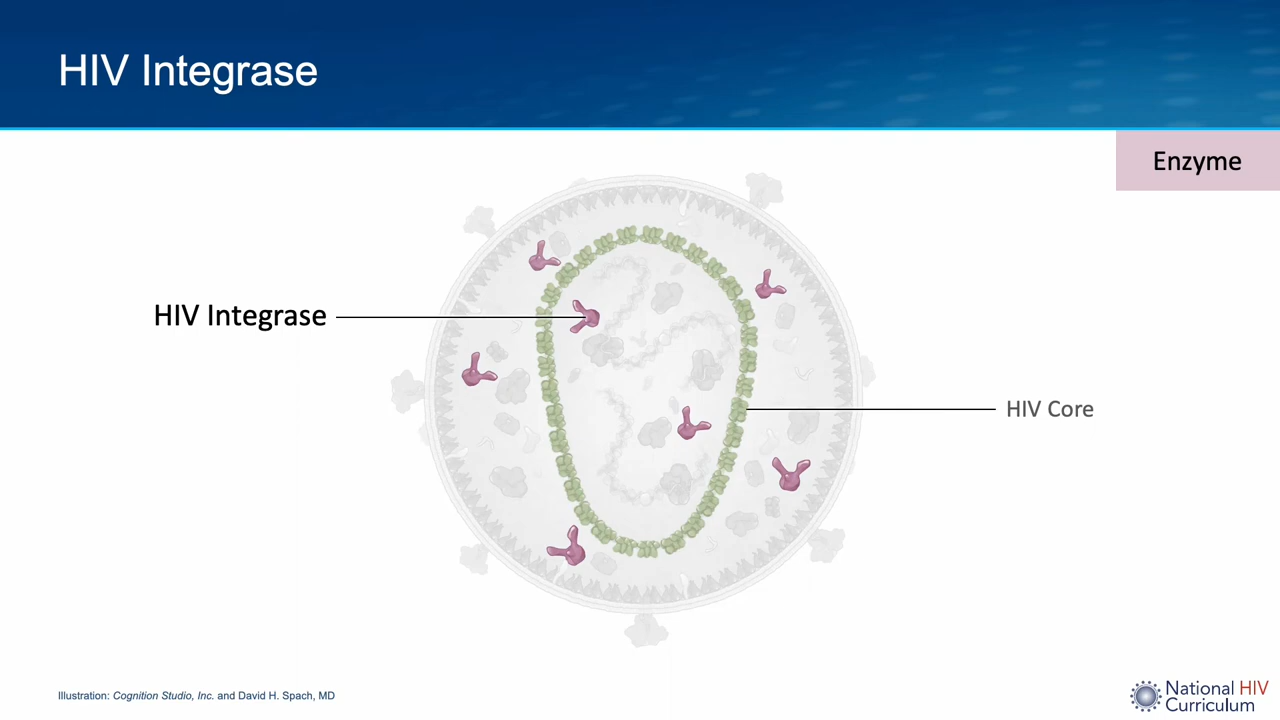 HIV Integrase
Enzyme
HIV Integrase
HIV Core
Illustration: Cognition Studio, Inc. and David H. Spach, MD
National HIV
Curriculum